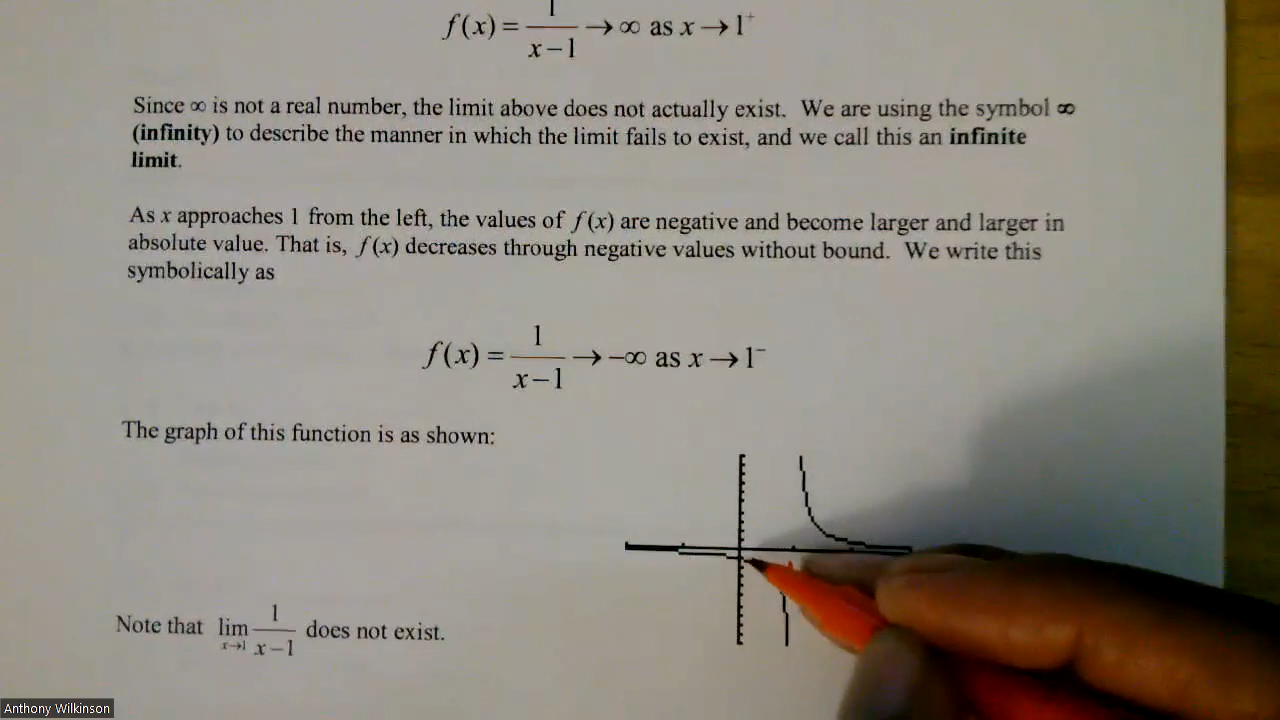 f(x) = 1/(x−1) → ∞ as x → 1⁺
Since ∞ is not a real number, the limit above does not actually exist. We are using the symbol ∞
(infinity) to describe the manner in which the limit fails to exist, and we call this an infinite
limit.
As x approaches 1 from the left, the values of f(x) are negative and become larger and larger in
absolute value. That is, f(x) decreases through negative values without bound. We write this
symbolically as
f(x) = 1/(x−1) → −∞ as x → 1⁻
The graph of this function is as shown:
Note that lim x→1 1/(x−1) does not exist.
Anthony Wilkinson